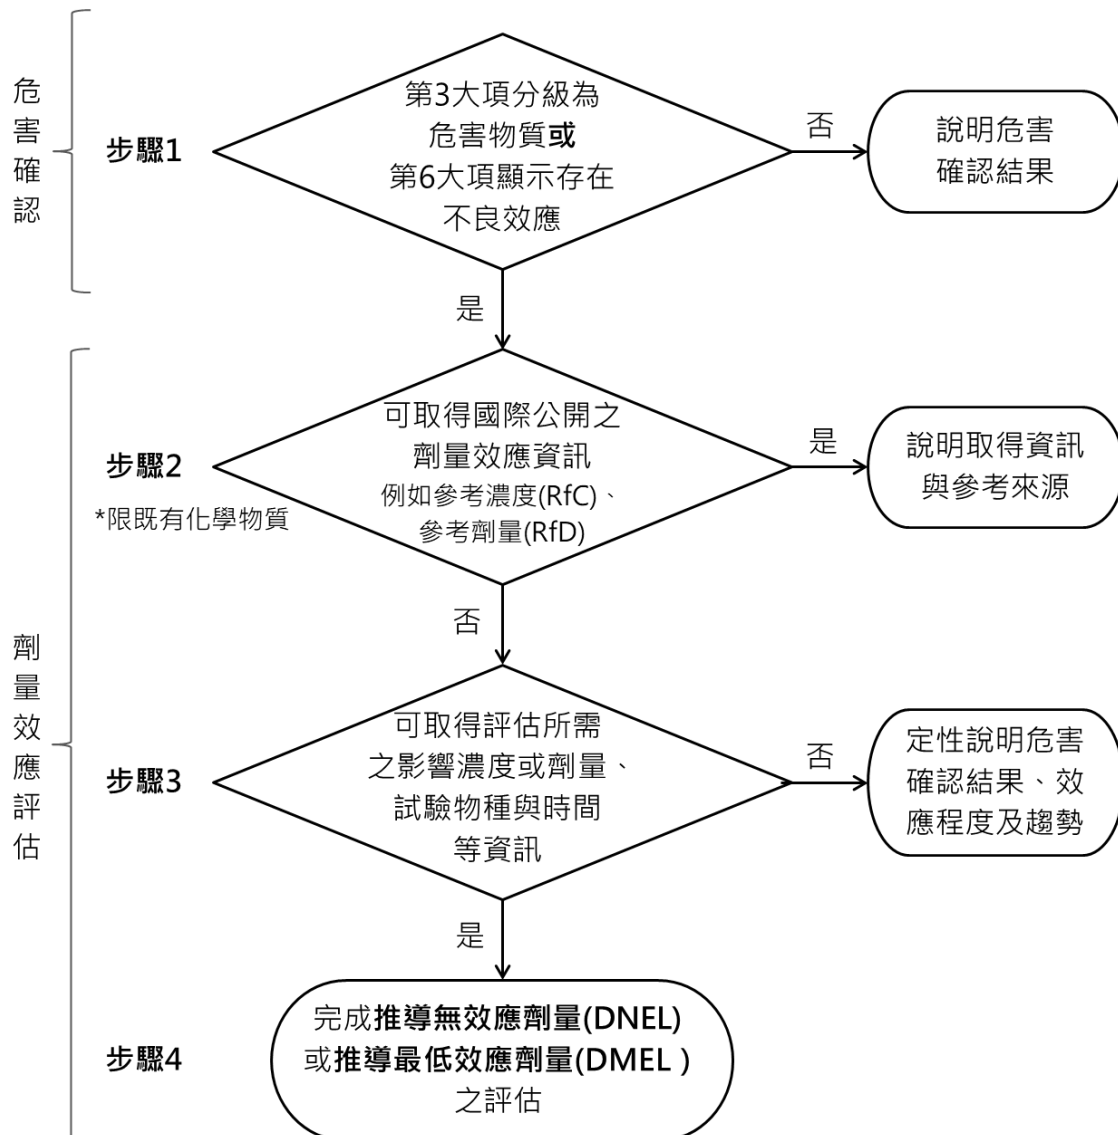 危害確認
步驟1
第3大項分級為
危害物質或
第6大項顯示存在
不良效應
否
說明危害
確認結果
是
劑量效應評估
步驟2
*限既有化學物質
可取得國際公開之
劑量效應資訊
例如參考濃度(RfC)、
參考劑量(RfD)
是
說明取得資訊
與參考來源
否
步驟3
可取得評估所需
之影響濃度或劑量、
試驗物種與時間
等資訊
否
定性說明危害
確認結果、效
應程度及趨勢
是
步驟4
完成推導無效應劑量(DNEL)
或推導最低效應劑量(DMEL )
之評估